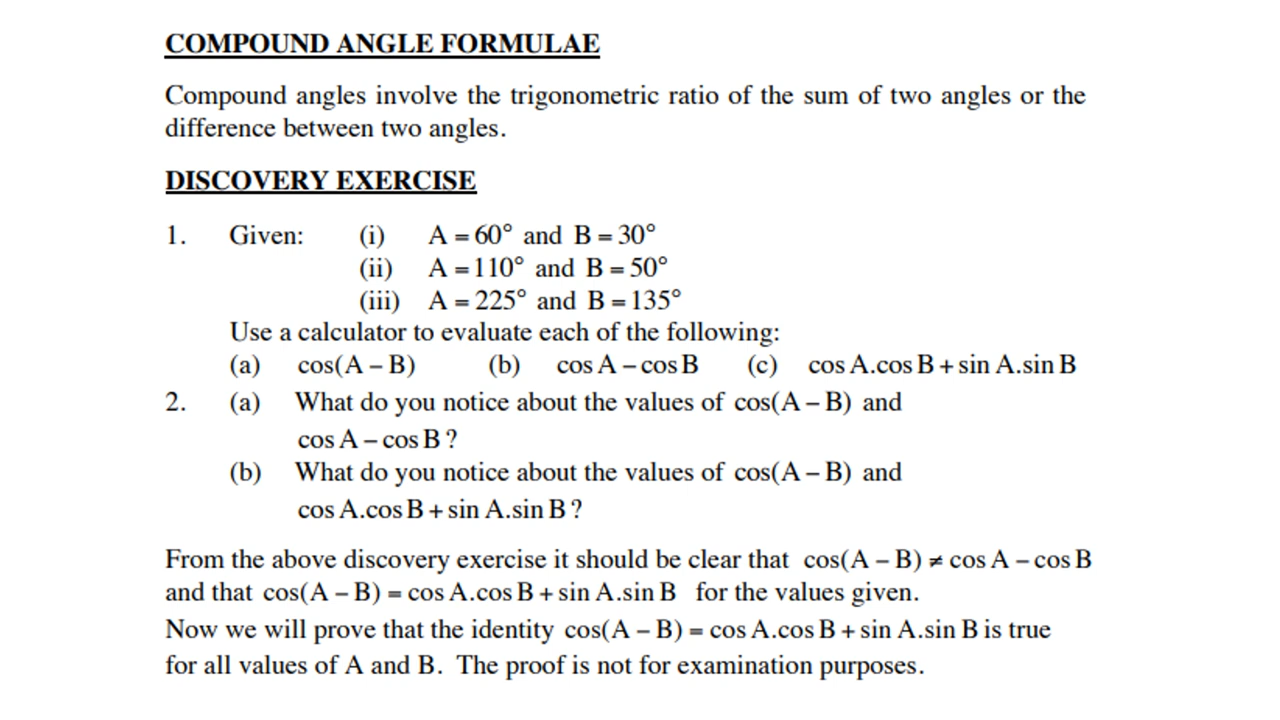 COMPOUND ANGLE FORMULAE
Compound angles involve the trigonometric ratio of the sum of two angles or the
difference between two angles.
DISCOVERY EXERCISE
1. Given: (i) A = 60° and B = 30°
(ii) A = 110° and B = 50°
(iii) A = 225° and B = 135°
Use a calculator to evaluate each of the following:
(a) cos(A − B) (b) cos A − cos B (c) cos A.cos B + sin A.sin B
2. (a) What do you notice about the values of cos(A − B) and
cos A − cos B ?
(b) What do you notice about the values of cos(A − B) and
cos A.cos B + sin A.sin B ?
From the above discovery exercise it should be clear that cos(A − B) ≠ cos A − cos B
and that cos(A − B) = cos A.cos B + sin A.sin B for the values given.
Now we will prove that the identity cos(A − B) = cos A.cos B + sin A.sin B is true
for all values of A and B. The proof is not for examination purposes.